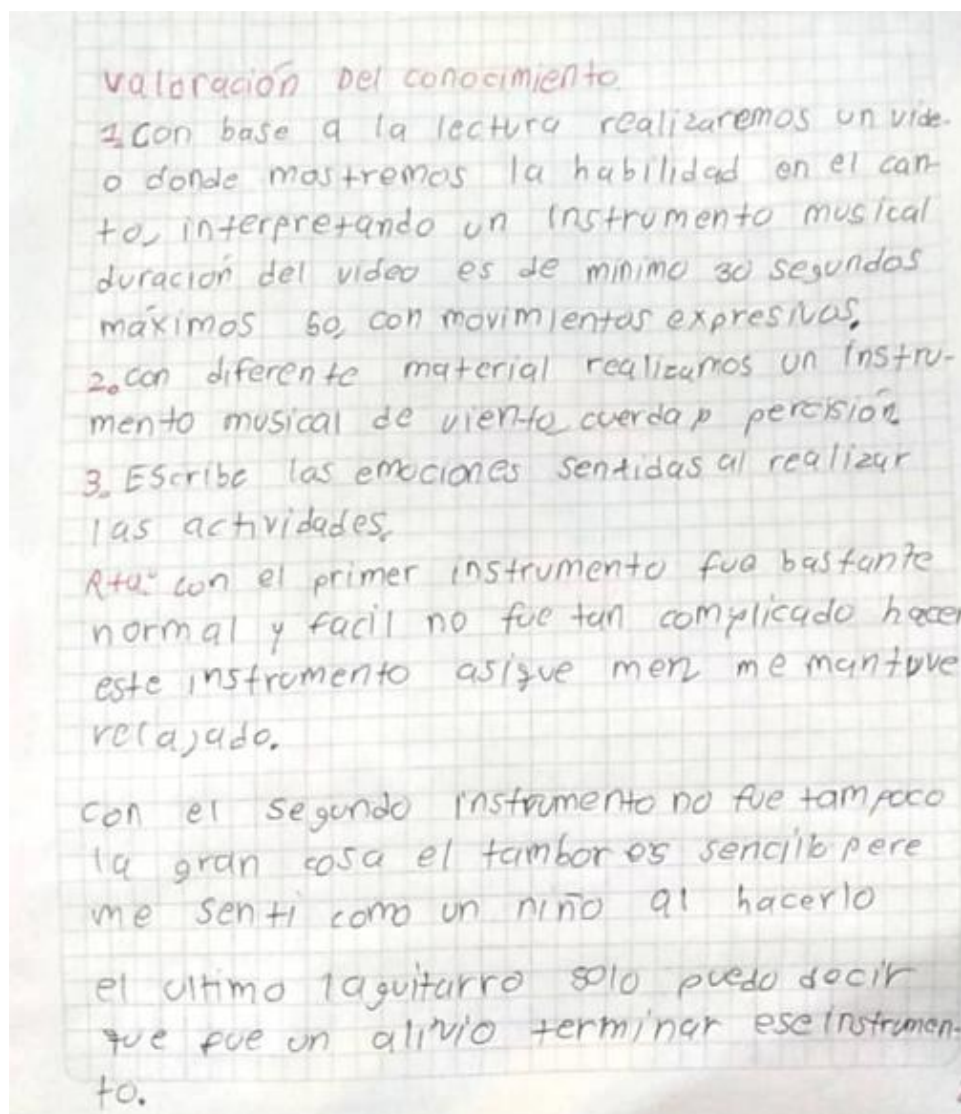 valoración Del conocimiento
1. Con base a la lectura realizaremos un vide-
o donde mostremos la habilidad en el can-
to, interpretando un instrumento musical
duración del video es de minimo 30 segundos
máximos 60, con movimientos expresivos.
2. con diferente material realizamos un instru-
mento musical de viento cuerda percisión
3. Escribe las emociones sentidas al realizar
las actividades.
Rta: con el primer instrumento fue bastante
normal y facil no fue tan complicado hacer
este instrumento asique men me mantuve
relajado.
con el segundo instrumento no fue tampoco
la gran cosa el tambor es sencillo pere
me senti como un niño al hacerlo
el ultimo la guitarro solo puedo decir
que fue un alivio terminar ese instrumen-
to.